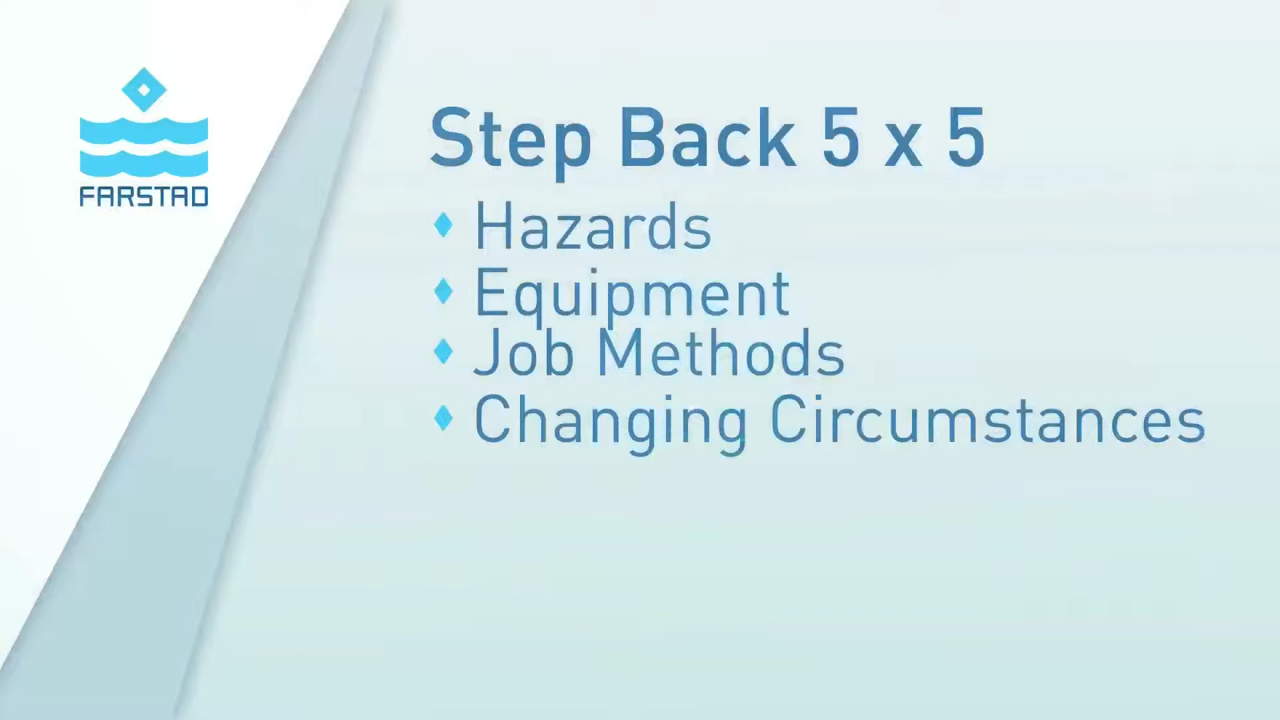 FARSTAD
Step Back 5 x 5
Hazards
Equipment
Job Methods
Changing Circumstances